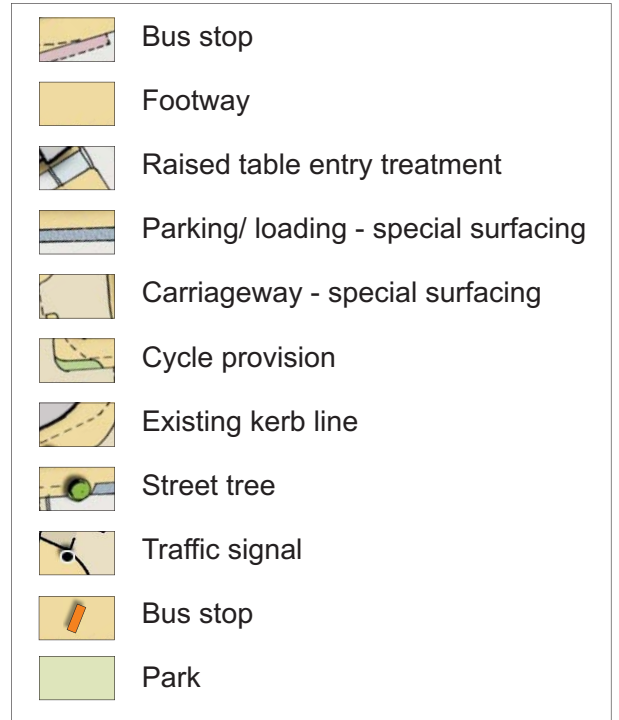 Bus stop
Footway
Raised table entry treatment
Parking/ loading - special surfacing
Carriageway - special surfacing
Cycle provision
Existing kerb line
Street tree
Traffic signal
Bus stop
Park